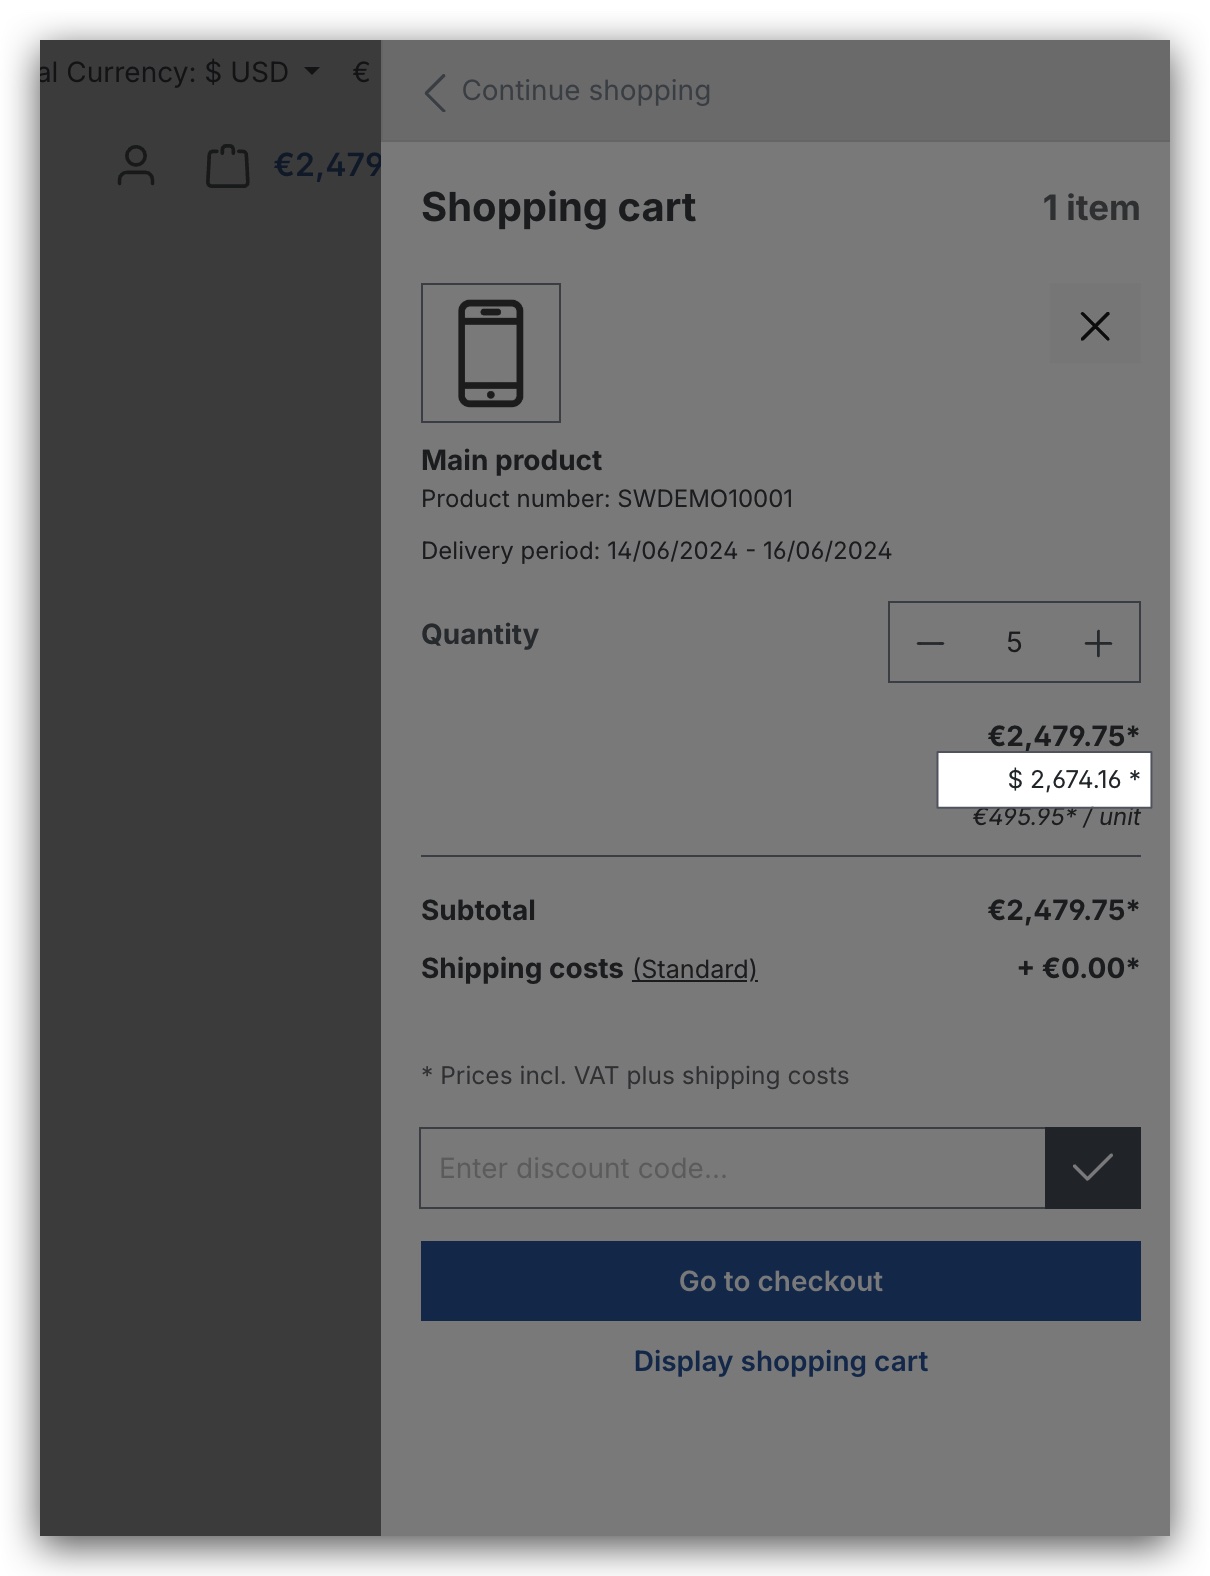 al Currency: $ USD €
€2,479
Continue shopping
Shopping cart 1 item
Main product
Product number: SWDEMO10001
Delivery period: 14/06/2024 - 16/06/2024
Quantity 5
€2,479.75*
$ 2,674.16 *
€495.95* / unit
Subtotal €2,479.75*
Shipping costs (Standard) + €0.00*
* Prices incl. VAT plus shipping costs
Enter discount code...
Go to checkout
Display shopping cart